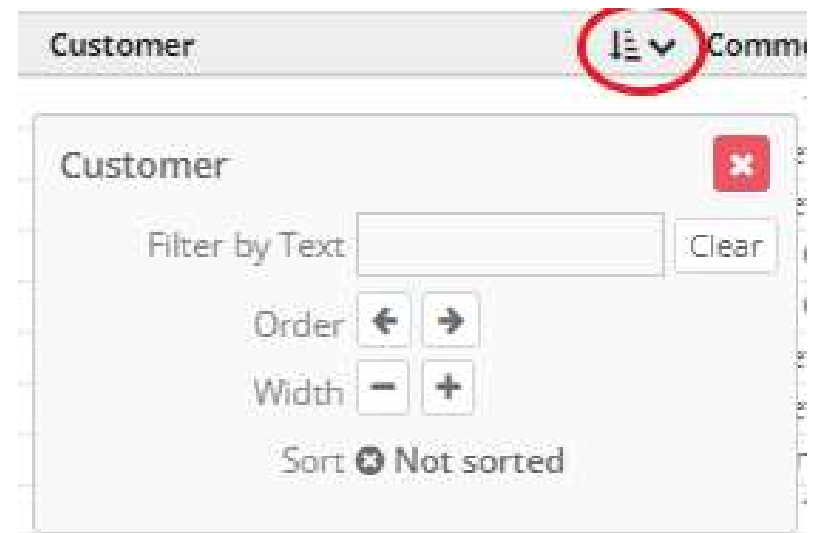 Customer Comm
Customer
Filter by Text Clear
Order
Width
Sort Not sorted